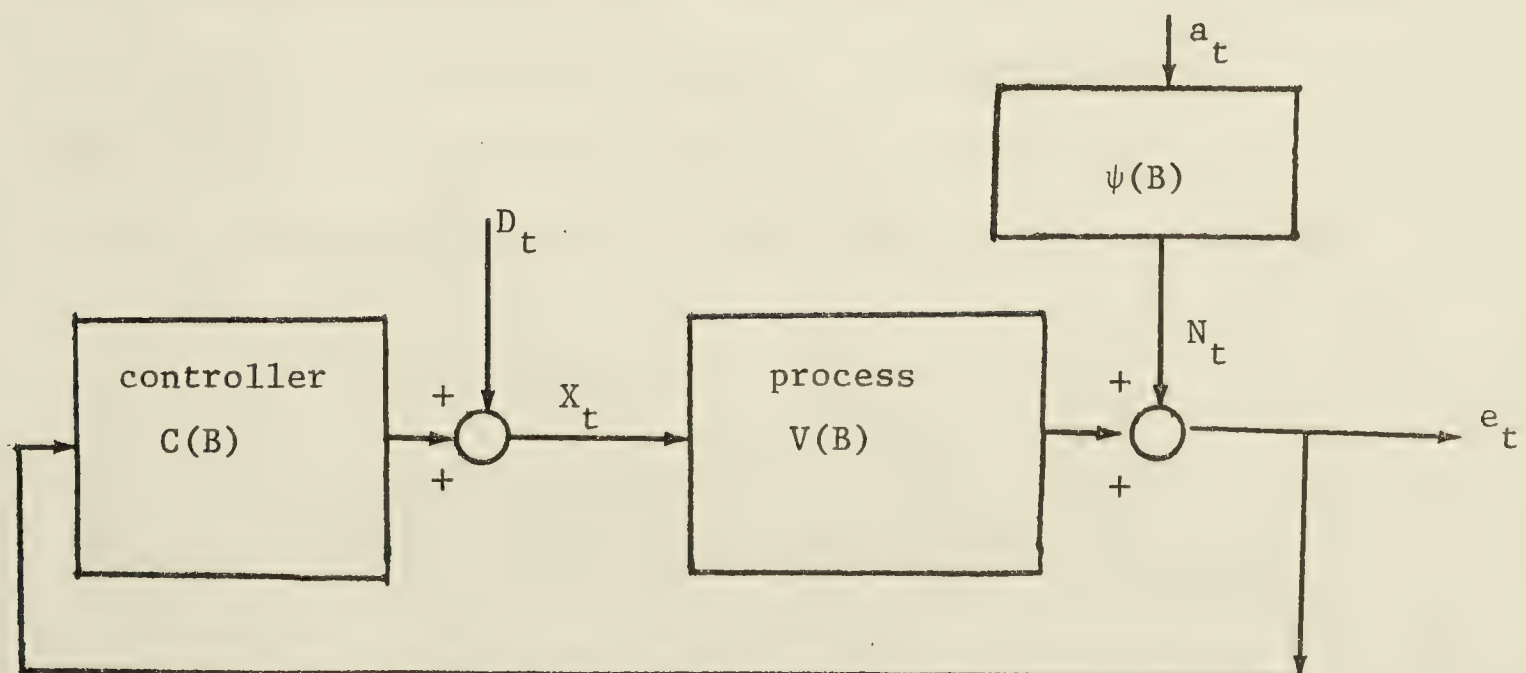 a_t
ψ(B)
D_t
N_t
controller
C(B)
+
+
X_t
process
V(B)
+
+
e_t